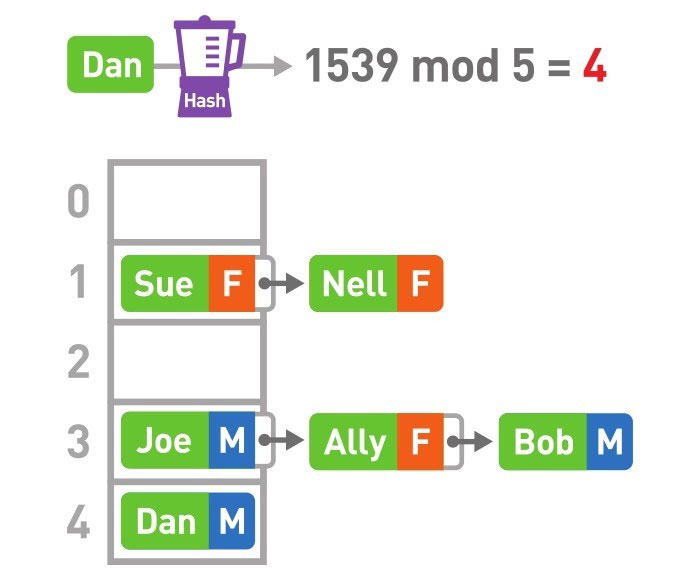 Dan Hash 1539 mod 5 = 4
0
1 Sue F Nell F
2
3 Joe M Ally F Bob M
4 Dan M